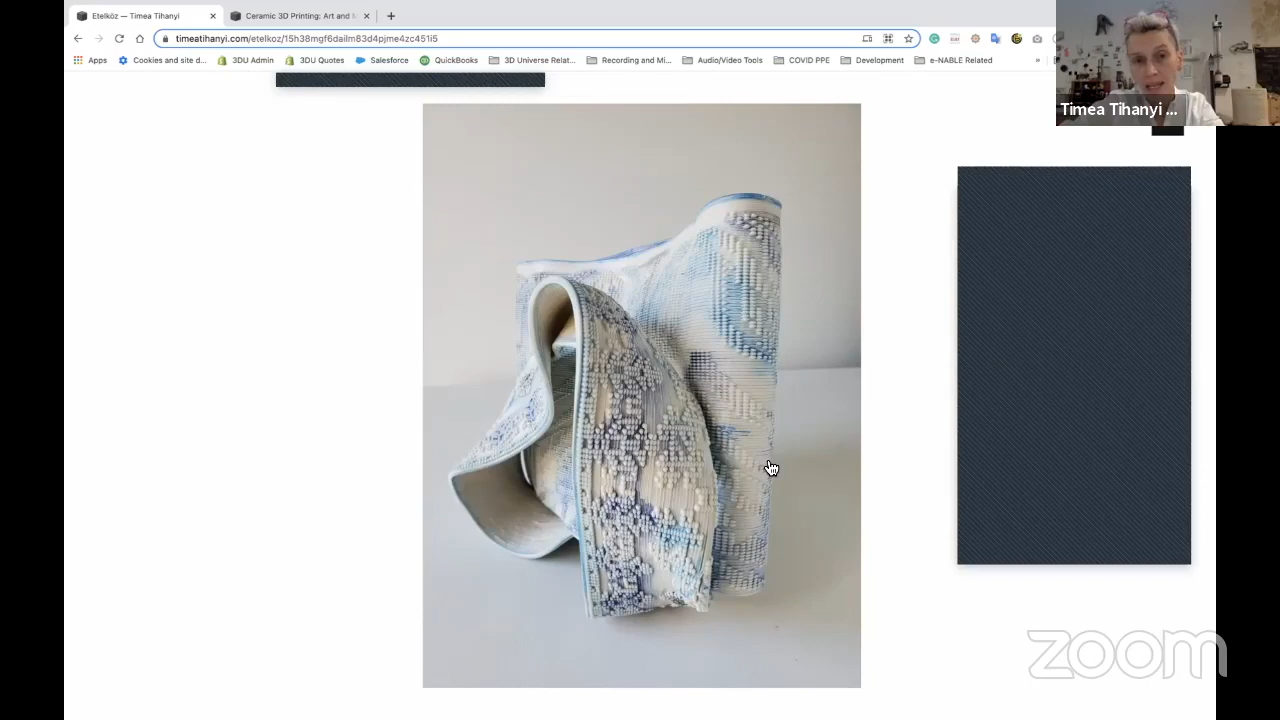 Etelköz — Timea Tihanyi
Ceramic 3D Printing: Art and
timeatihanyi.com/etelkoz/15h38mgf6dailm83d4pjme4zc451i5
Apps Cookies and site d... 3DU Admin 3DU Quotes Salesforce QuickBooks 3D Universe Relat... Recording and Mi... Audio/Video Tools COVID PPE Development e-NABLE Related »
Timea Tihanyi ...
zoom